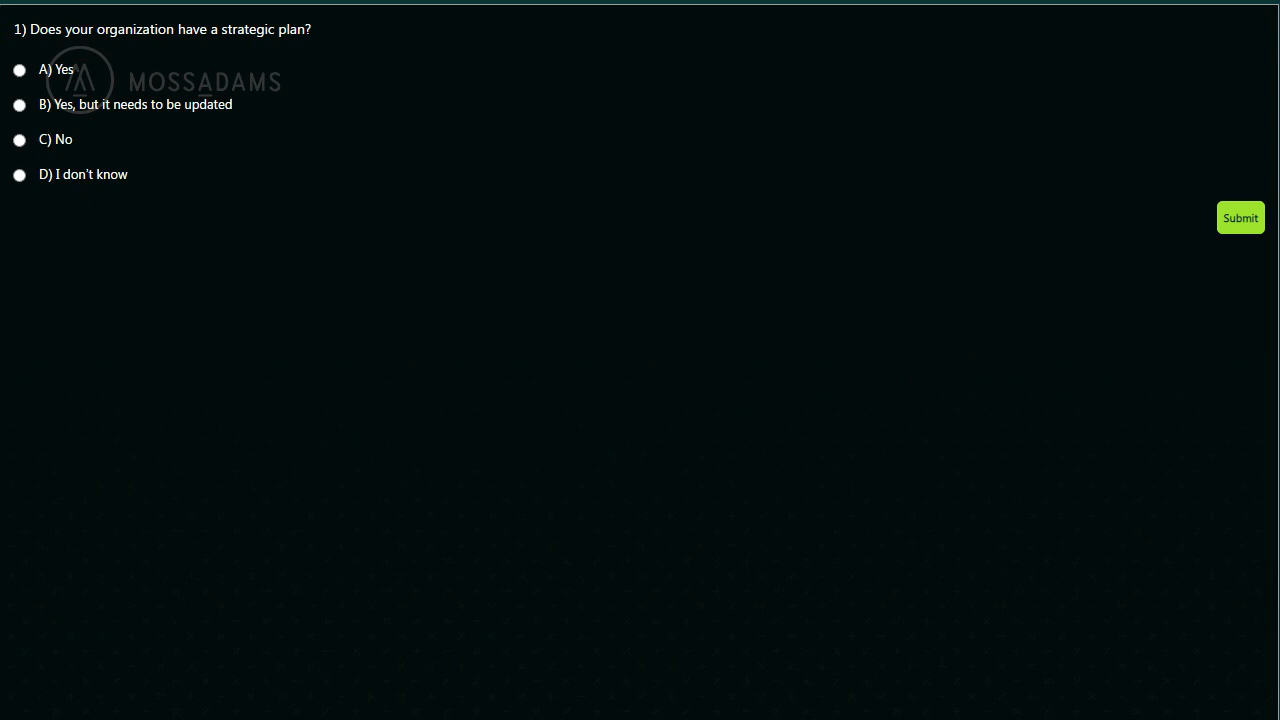 1) Does your organization have a strategic plan?
A) Yes
MOSSADAMS
B) Yes, but it needs to be updated
C) No
D) I don't know
Submit